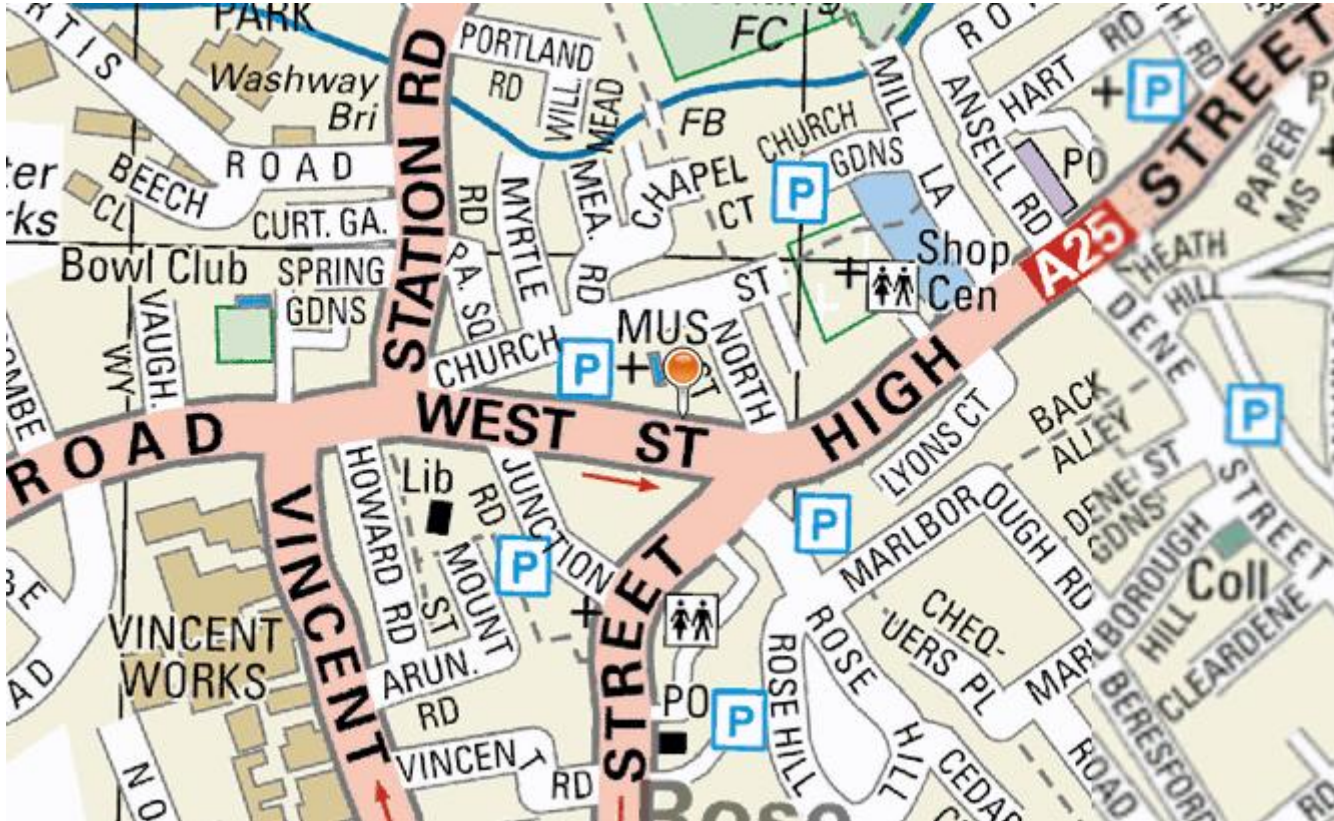 PARK
FC
PORTLAND
RD
Washway
Bri
STATION RD
WILL.
MEAD
FB
MILL
LA
CHURCH
GDNS
ANSELL RD
HART
RD
H. RD
P
STREET
PO
PAPER
MS
ROAD
BEECH
CL
CURT. GA.
RD
MYRTLE
MEA.
RD
CHAPEL
CT
P
A25
HEATH
HILL
Bowl Club
SPRING
GDNS
VAUGH.
WY
PA. SQ.
CHURCH
ST
Shop
Cen
MUS
P
NORTH
ST
HIGH
DENE
STREET
P
BACK
ALLEY
LYONS CT
ROAD
WEST ST
HOWARD RD
Lib
JUNCTION
RD
MOUNT
ST
P
P
MARLBOROUGH RD
DENE ST
GDNS
Coll
VINCENT
WORKS
VINCENT
ARUN.
RD
STREET
PO
P
ROSE HILL
ROSE
HILL
CHEQ-
UERS PL
HILL
CLEARDENE
BERESFORD
ROAD
VINCENT
RD
CEDAR
RD